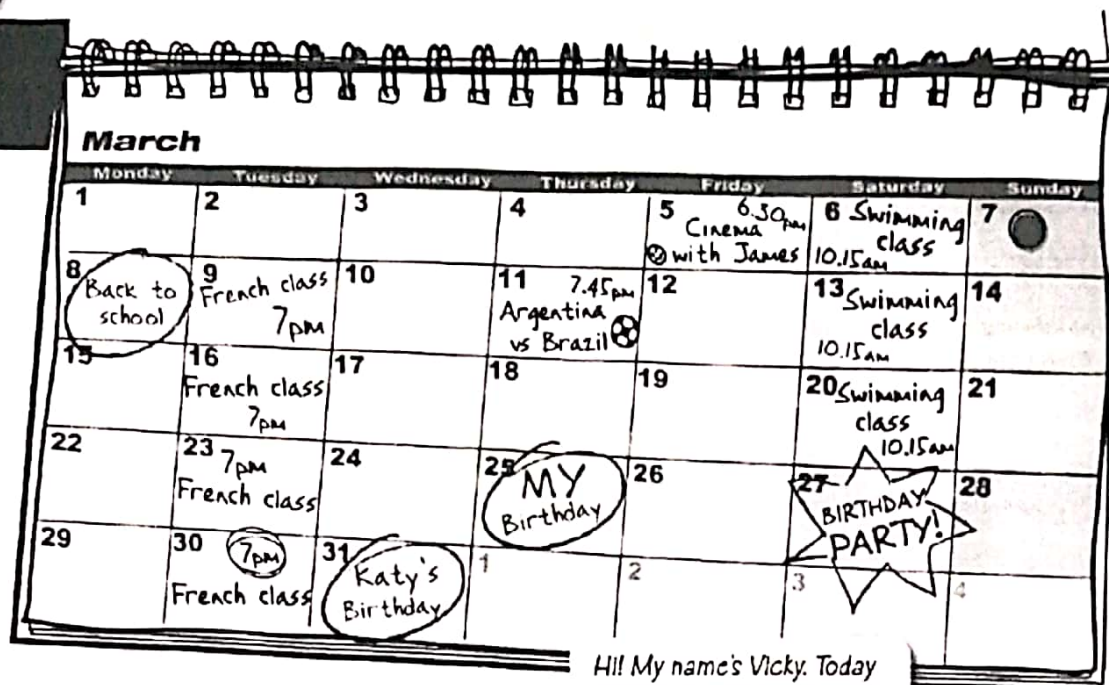 March
Monday Tuesday Wednesday Thursday Friday Saturday Sunday
1
2
3
4
5 6.30pm
Cinema
with James
6 Swimming
class
10.15am
7
8
Back to
school
9
French class
7pm
10
11 7.45pm
Argentina
vs Brazil
12
13 Swimming
class
10.15am
14
15
16
French class
7pm
17
18
19
20 Swimming
class
10.15am
21
22
23 7pm
French class
24
25
MY
Birthday
26
27
BIRTHDAY
PARTY!
28
29
30 7pm
French class
31
Katy's
Birthday
1
2
3
4
Hi! My name's Vicky. Today